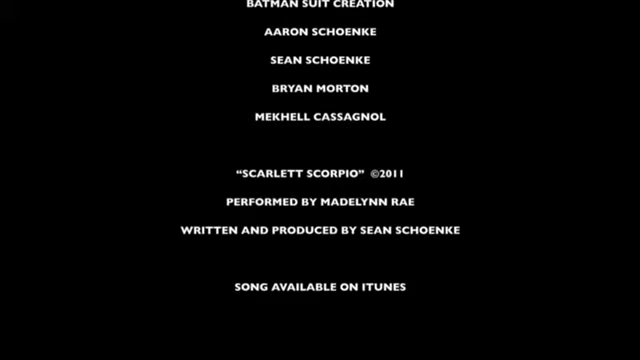 BATMAN SUIT CREATION
AARON SCHOENKE
SEAN SCHOENKE
BRYAN MORTON
MEKHELL CASSAGNOL
“SCARLETT SCORPIO” ©2011
PERFORMED BY MADELYNN RAE
WRITTEN AND PRODUCED BY SEAN SCHOENKE
SONG AVAILABLE ON ITUNES